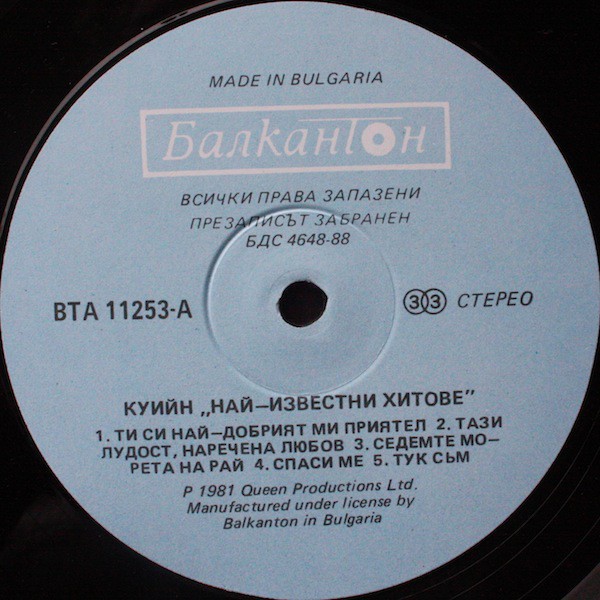 MADE IN BULGARIA
Балкантон
ВСИЧКИ ПРАВА ЗАПАЗЕНИ
ПРЕЗАПИСЪТ ЗАБРАНЕН
БДС 4648-88
ВТА 11253-А
33 СТЕРЕО
КУИЙН „НАЙ—ИЗВЕСТНИ ХИТОВЕ”
1. ТИ СИ НАЙ—ДОБРИЯТ МИ ПРИЯТЕЛ 2. ТАЗИ
ЛУДОСТ, НАРЕЧЕНА ЛЮБОВ 3. СЕДЕМТЕ МО-
РЕТА НА РАЙ 4. СПАСИ МЕ 5. ТУК СЪМ
P 1981 Queen Productions Ltd.
Manufactured under license by
Balkanton in Bulgaria